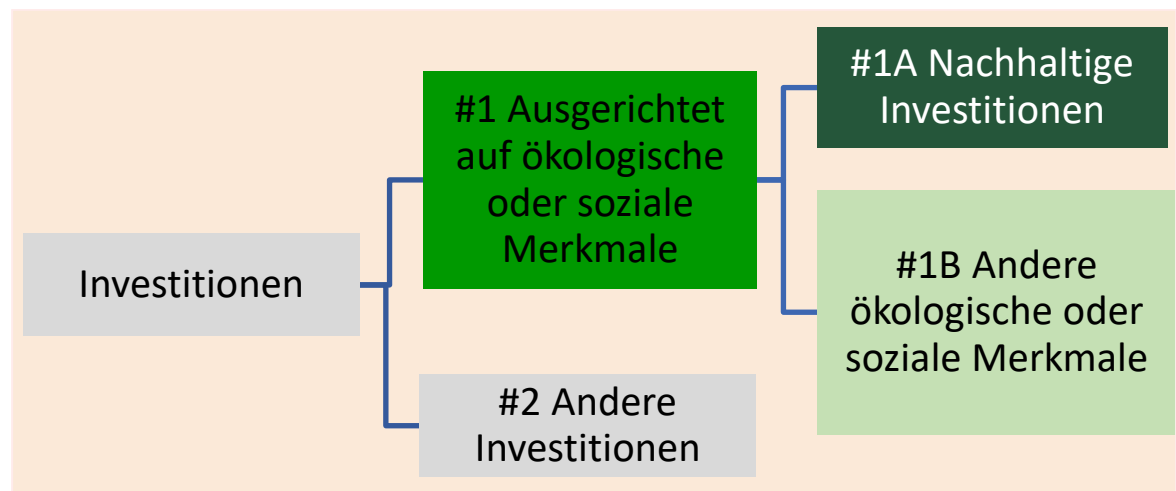 Investitionen
#1 Ausgerichtet
auf ökologische
oder soziale
Merkmale
#2 Andere
Investitionen
#1A Nachhaltige
Investitionen
#1B Andere
ökologische oder
soziale Merkmale